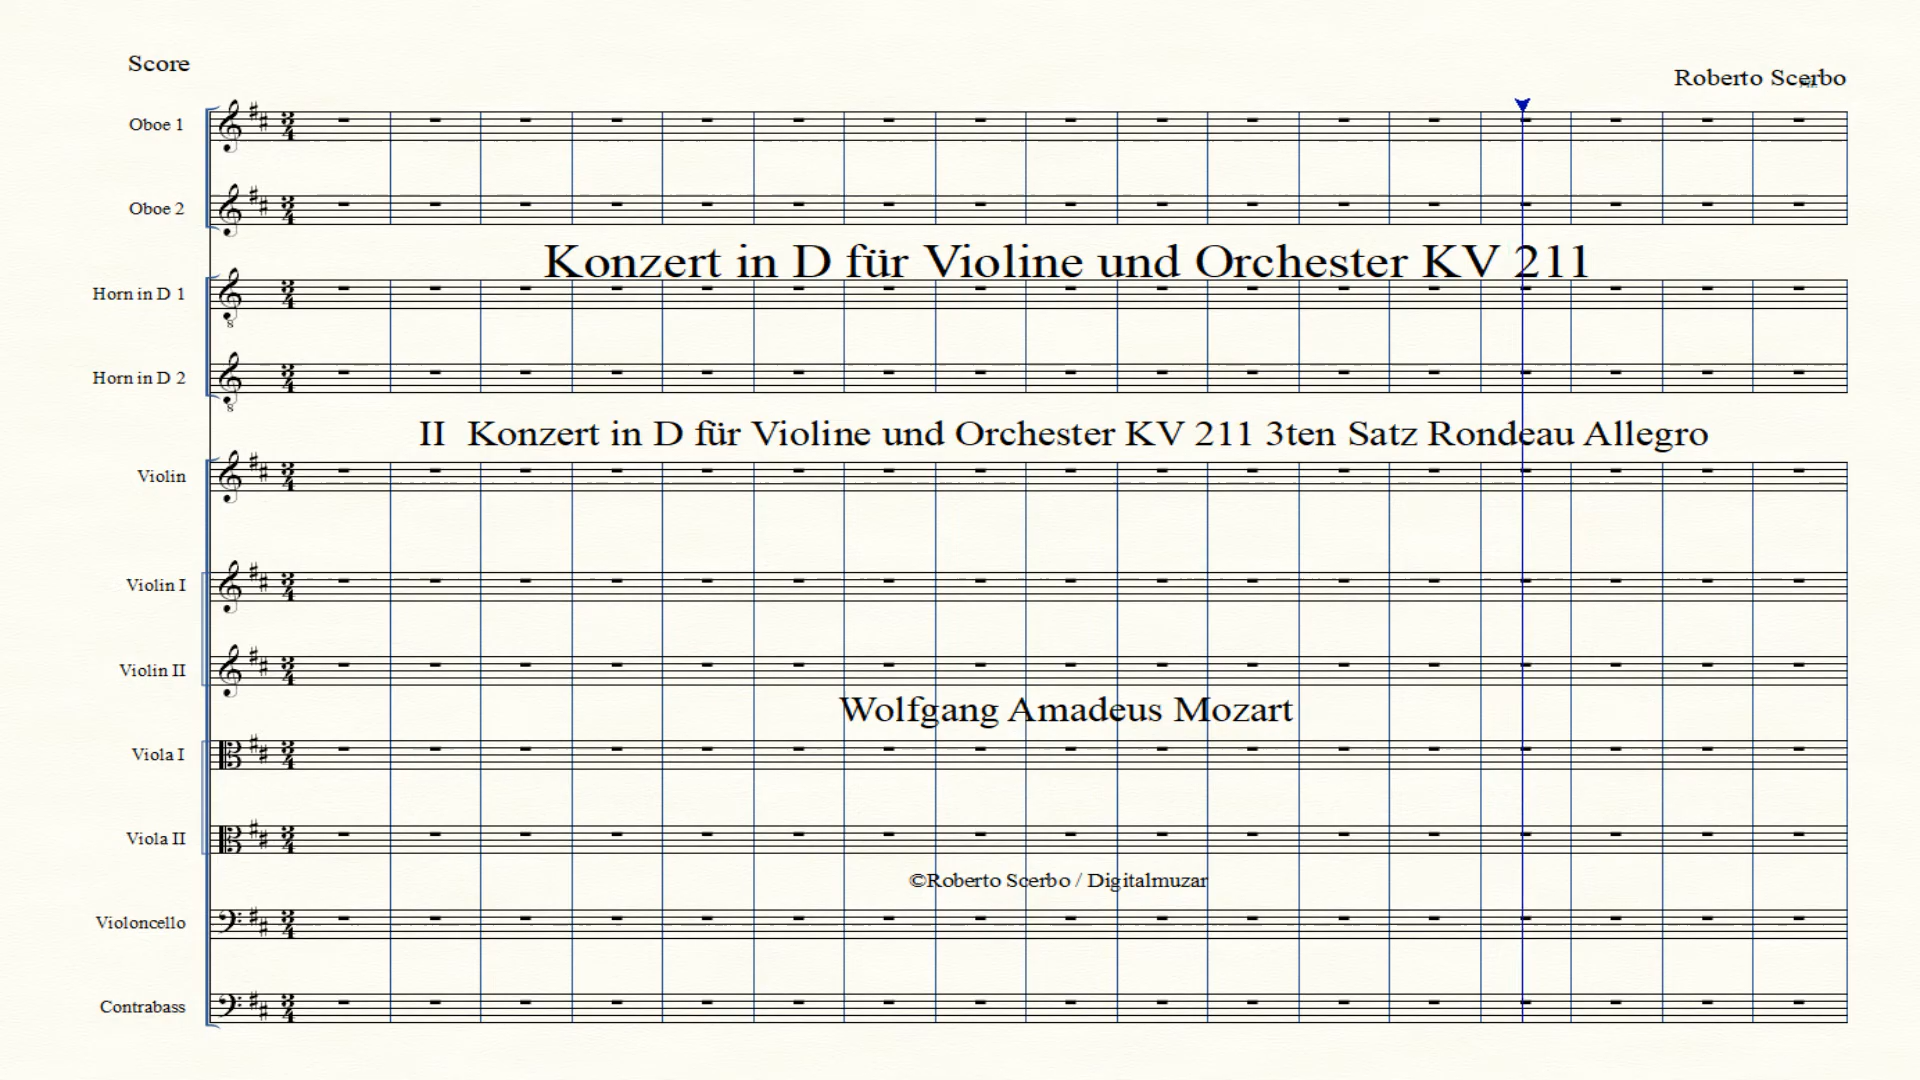 Score
Roberto Scerbo
Oboe 1
Oboe 2
Konzert in D für Violine und Orchester KV 211
Horn in D 1
Horn in D 2
II Konzert in D für Violine und Orchester KV 211 3ten Satz Rondeau Allegro
Violin
Violin I
Violin II
Wolfgang Amadeus Mozart
Viola I
Viola II
©Roberto Scerbo / Digitalmuzar
Violoncello
Contrabass